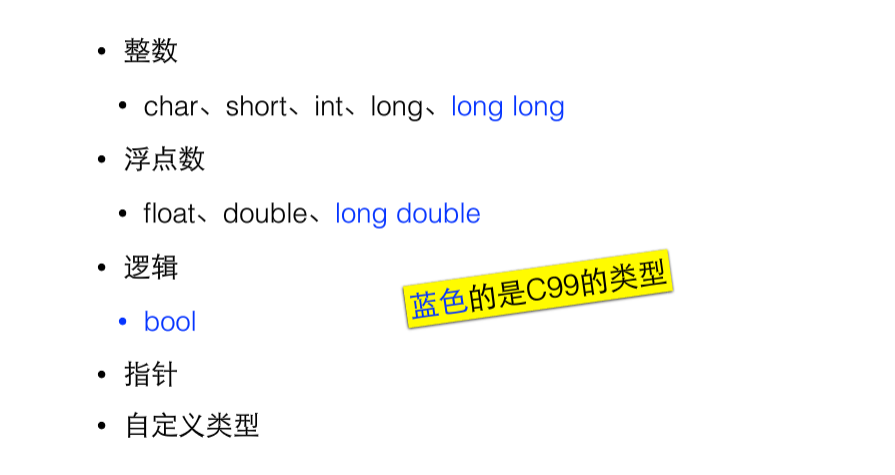 • 整数
• char、short、int、long、long long
• 浮点数
• float、double、long double
• 逻辑
• bool
蓝色的是C99的类型
• 指针
• 自定义类型